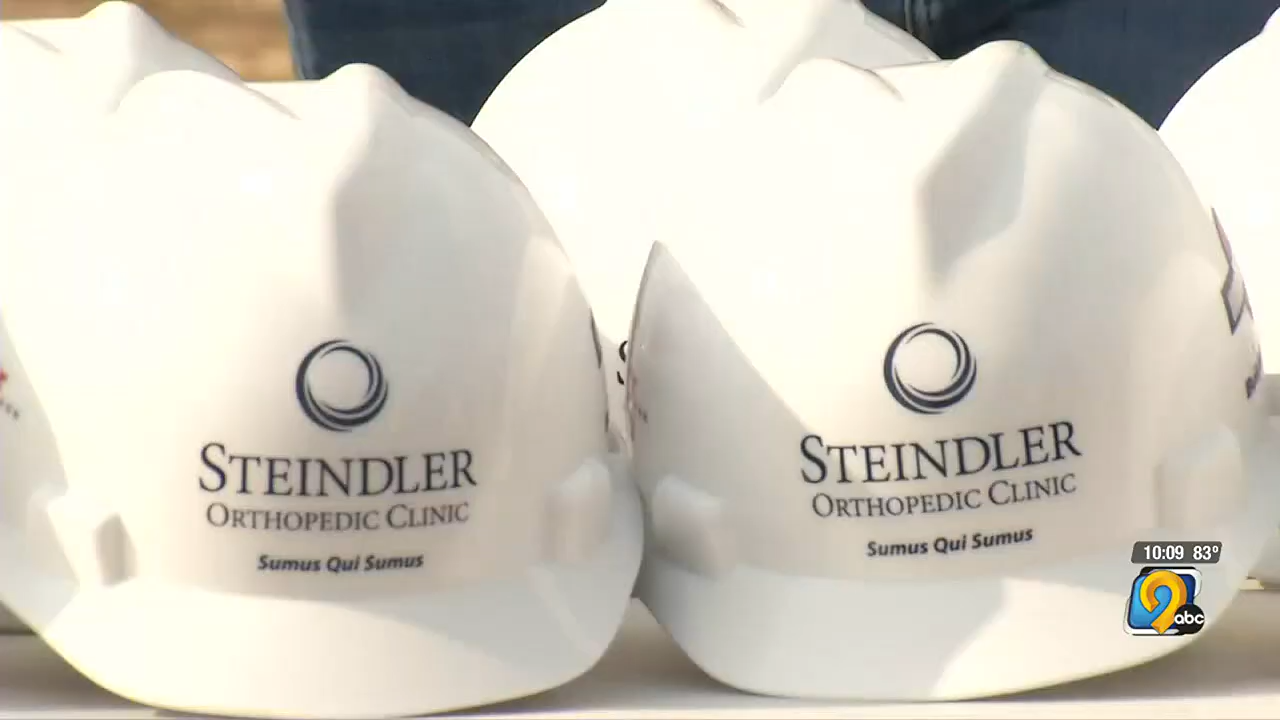 STEINDLER
ORTHOPEDIC CLINIC
Sumus Qui Sumus
STEINDLER
ORTHOPEDIC CLINIC
Sumus Qui Sumus
10:09 83°
9
abc